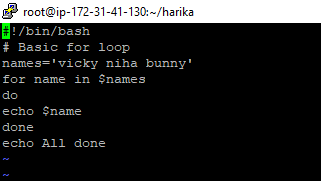 root@ip-172-31-41-130:~/harika
#!/bin/bash
# Basic for loop
names='vicky niha bunny'
for name in $names
do
echo $name
done
echo All done
~
~